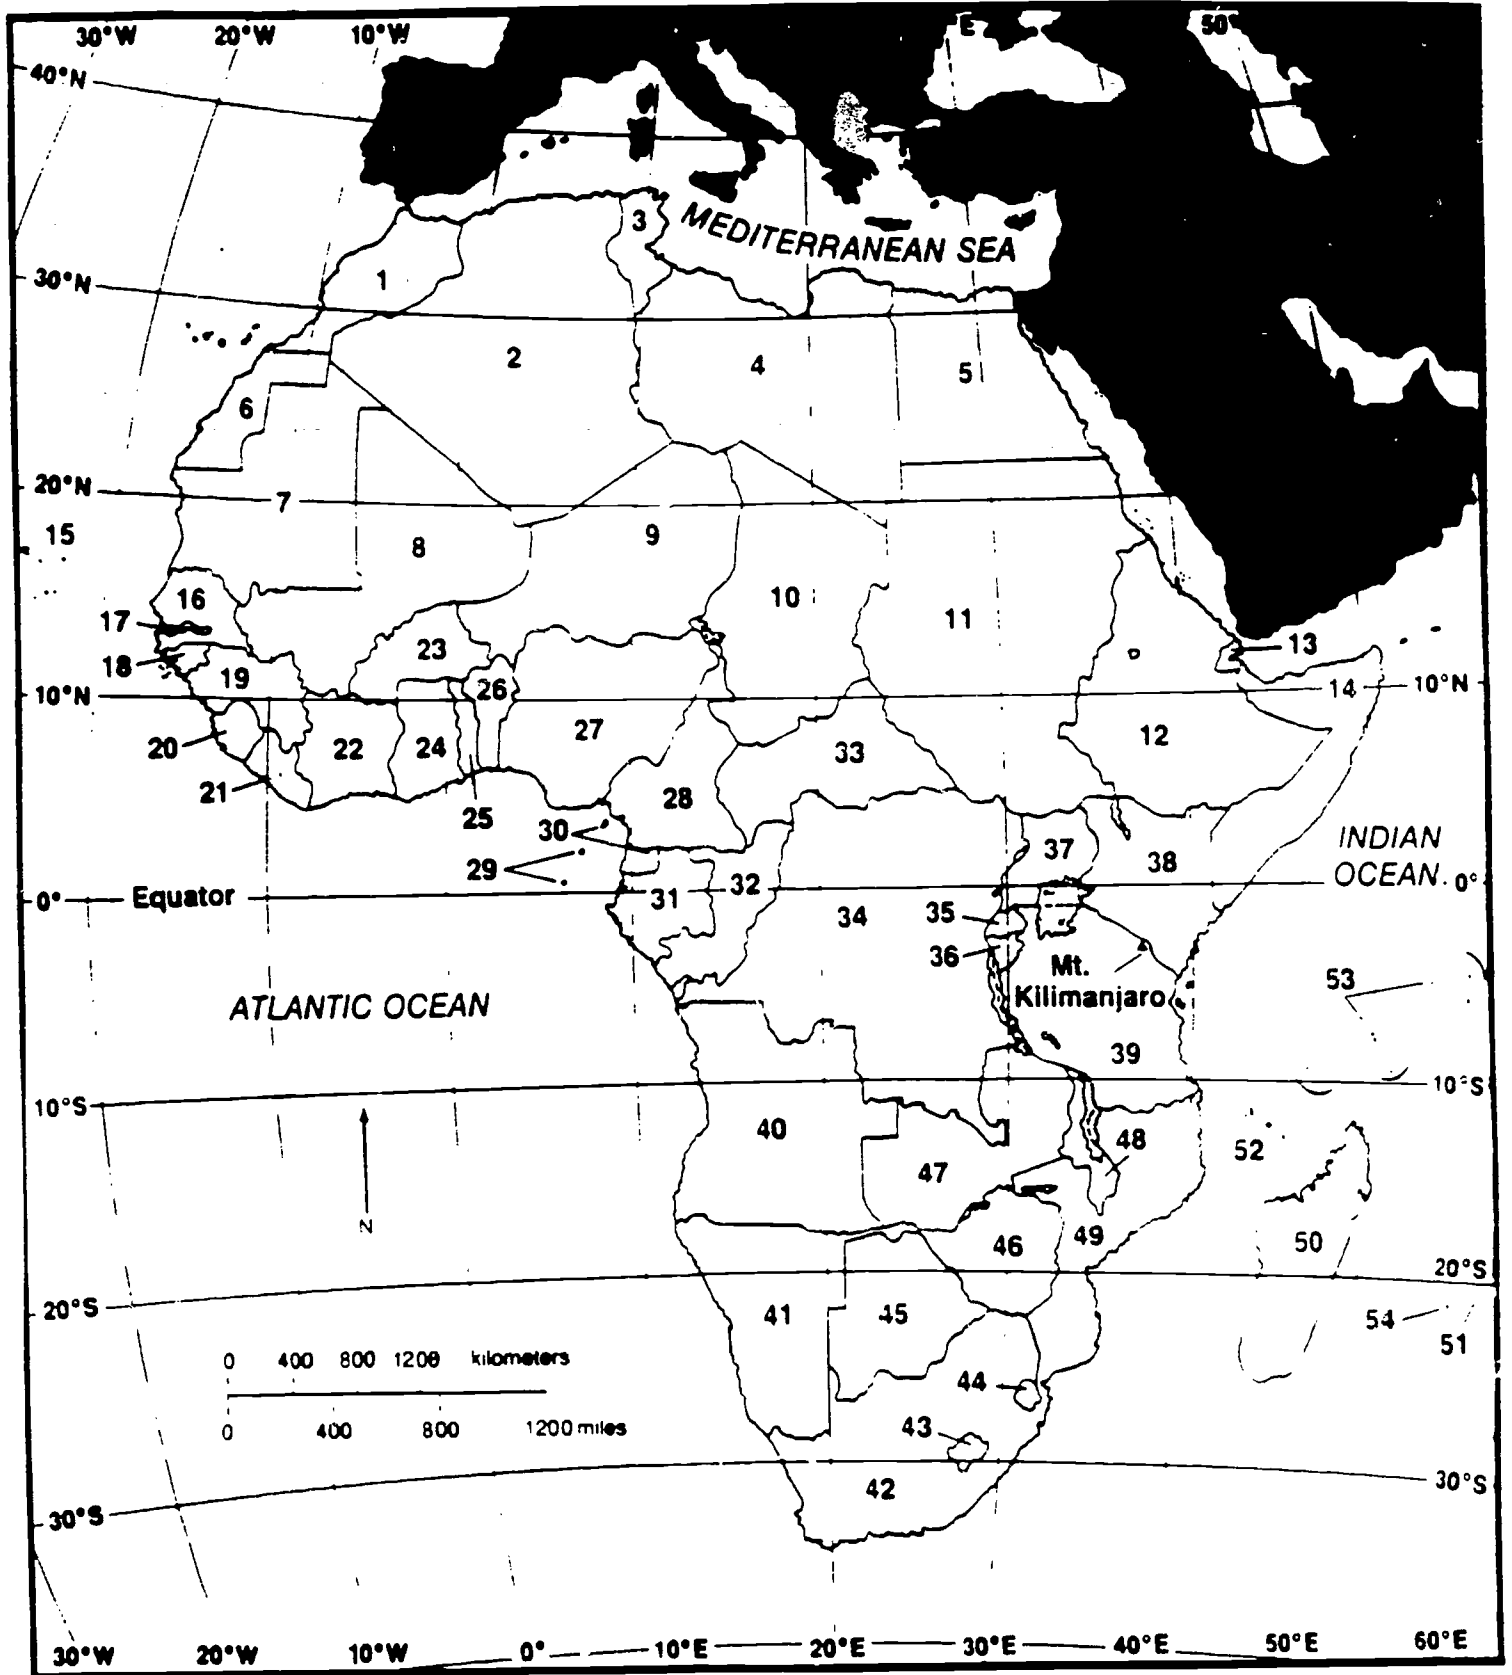 30°W 20°W 10°W E 50°
40°N
3
MEDITERRANEAN SEA
1
30°N
2 4 5
6
20°N
7
15 8 9
16 10
17 11
23 13
18
19 26 14 10°N
10°N
27 12
20 22 24 33
21 25 28
30 INDIAN
OCEAN
37 38
29 32 0°
0° Equator 31 34 35
36 Mt.
Kilimanjaro
53
ATLANTIC OCEAN
39
10°S 10°S
40 48 52
47
N 49
46 50
20°S
20°S 41 45 54
51
0 400 800 1200 kilometers
44
0 400 800 1200 miles 43
42 30°S
30°S
30°W 20°W 10°W 0° 10°E 20°E 30°E 40°E 50°E 60°E